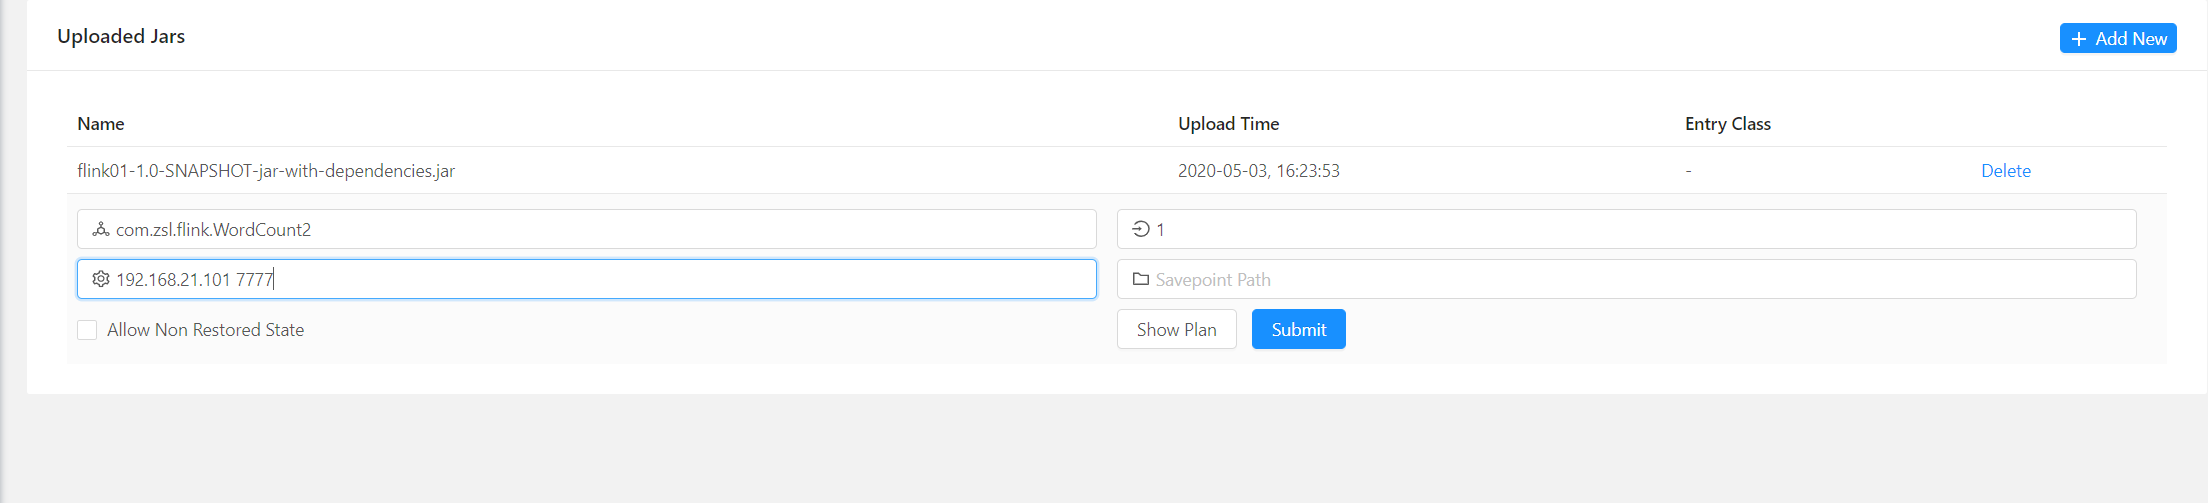 Uploaded Jars
+ Add New
Name Upload Time Entry Class
flink01-1.0-SNAPSHOT-jar-with-dependencies.jar 2020-05-03, 16:23:53 - Delete
com.zsl.flink.WordCount2 1
192.168.21.101 7777 Savepoint Path
Allow Non Restored State Show Plan Submit